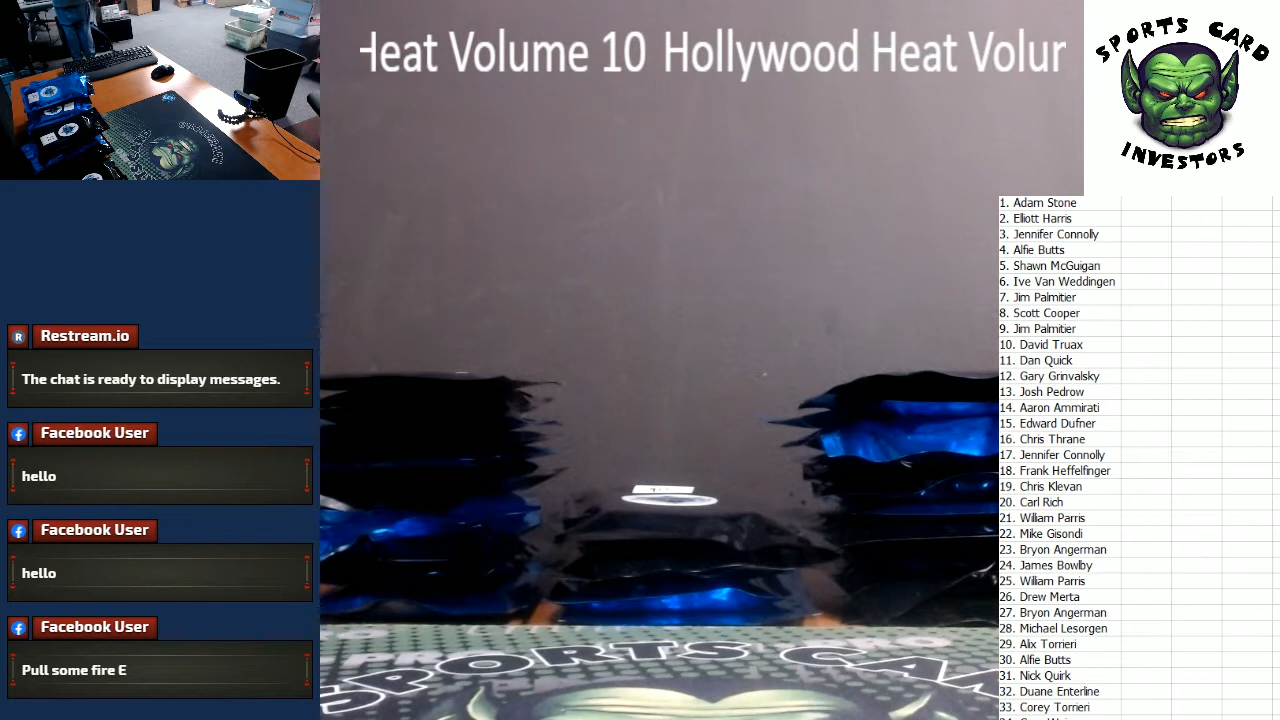 Heat Volume 10 Hollywood Heat Volur
SPORTS CARD
INVESTORS
1. Adam Stone
2. Elliott Harris
3. Jennifer Connolly
4. Alfie Butts
5. Shawn McGuigan
6. Ive Van Weddingen
7. Jim Palmitier
8. Scott Cooper
9. Jim Palmitier
10. David Truax
11. Dan Quick
12. Gary Grinvalsky
13. Josh Pedrow
14. Aaron Ammirati
15. Edward Dufner
16. Chris Thrane
17. Jennifer Connolly
18. Frank Heffelfinger
19. Chris Klevan
20. Carl Rich
21. William Parris
22. Mike Gisondi
23. Bryon Angerman
24. James Bowlby
25. William Parris
26. Drew Merta
27. Bryon Angerman
28. Michael Lesorgen
29. Alix Torrieri
30. Alfie Butts
31. Nick Quirk
32. Duane Enterline
33. Corey Torrieri
R Restream.io
The chat is ready to display messages.
Facebook User
hello
Facebook User
hello
Facebook User
Pull some fire E
SPORTS CAR